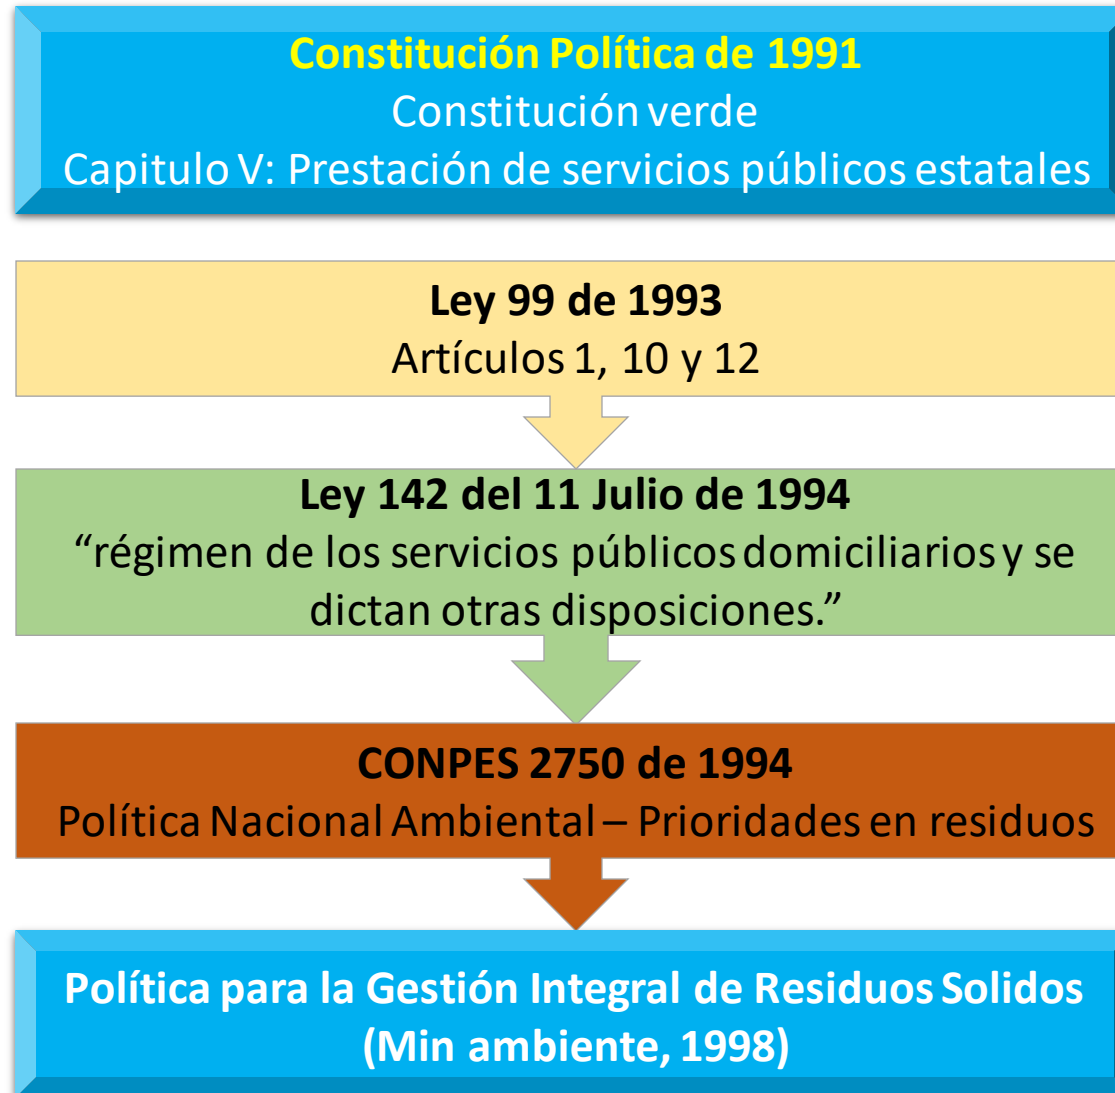 Constitución Política de 1991
Constitución verde
Capitulo V: Prestación de servicios públicos estatales
Ley 99 de 1993
Artículos 1, 10 y 12
Ley 142 del 11 Julio de 1994
“régimen de los servicios públicos domiciliarios y se
dictan otras disposiciones.”
CONPES 2750 de 1994
Política Nacional Ambiental – Prioridades en residuos
Política para la Gestión Integral de Residuos Solidos
(Min ambiente, 1998)